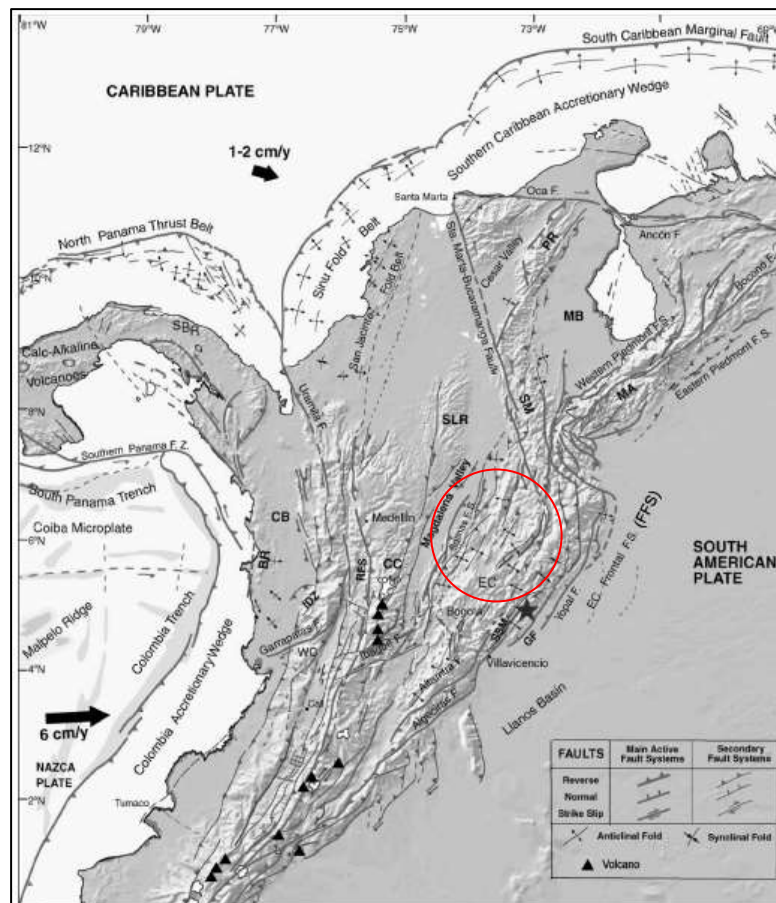 81°W
79°W
77°W
75°W
73°W
South Caribbean Marginal Fault
CARIBBEAN PLATE
Southern Caribbean Accretionary Wedge
12°N
1-2 cm/y
Santa Marta
Oca F.
North Panama Thrust Belt
Sinu Fold Belt
San Jacinto Fold Belt
Sta. Marta-Bucaramanga Fault
Cesar Valley
PR
Ancón F.
Bocono F.
MB
SBR
Calc-Alkaline
Volcanoes
Western Piedmont F.S.
Eastern Piedmont F.S.
MA
8°N
Uramita F.
SLR
SM
Southern Panama F. Z.
South Panama Trench
Magdalena Valley
Coiba Microplate
CB
Medellin
EC. Frontal F.S. (FFS)
6°N
BR
RFS
CC
SOUTH
AMERICAN
PLATE
Malpelo Ridge
Colombia Trench
IDZ
EC
Bogota
Yopal F.
Garrapatas F.
Ibague F.
SSM
GF
4°N
WC
Villavicencio
Colombia Accretionary Wedge
Cali
Algeciras F.
Llanos Basin
6 cm/y
NAZCA
PLATE
FAULTS
Main Active
Fault Systems
Secondary
Fault Systems
Reverse
Normal
Strike Slip
2°N
Tumaco
Anticlinal Fold
Synclinal Fold
Volcano